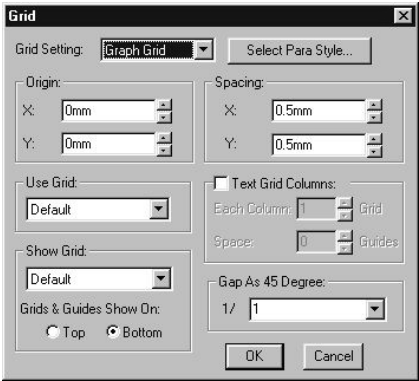 Grid
Grid Setting: Graph Grid Select Para Style...
Origin:
X: 0mm
Y: 0mm
Spacing:
X: 0.5mm
Y: 0.5mm
Use Grid:
Default
Text Grid Columns:
Each Column: 1 Grid
Space: 0 Guides
Show Grid:
Default
Grids & Guides Show On:
Top Bottom
Gap As 45 Degree:
1/ 1
OK Cancel